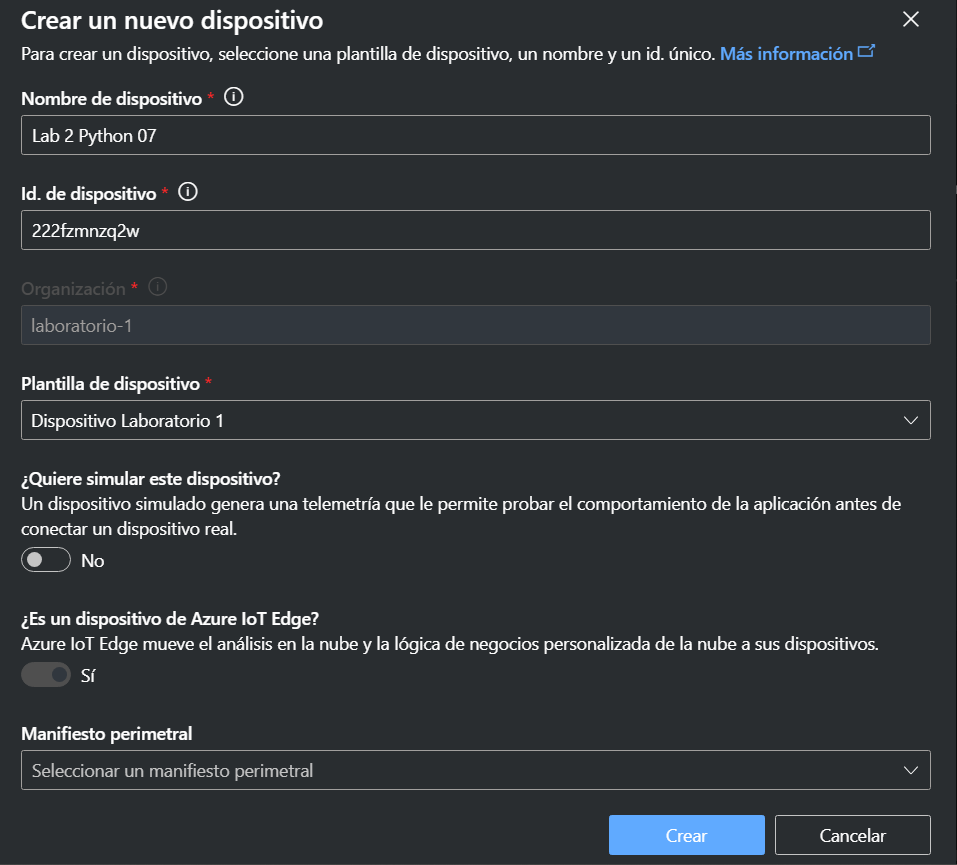 Crear un nuevo dispositivo
Para crear un dispositivo, seleccione una plantilla de dispositivo, un nombre y un id. único. Más información
Nombre de dispositivo *
Lab 2 Python 07
Id. de dispositivo *
222fzmnzq2w
Organización *
laboratorio-1
Plantilla de dispositivo *
Dispositivo Laboratorio 1
¿Quiere simular este dispositivo?
Un dispositivo simulado genera una telemetría que le permite probar el comportamiento de la aplicación antes de
conectar un dispositivo real.
No
¿Es un dispositivo de Azure IoT Edge?
Azure IoT Edge mueve el análisis en la nube y la lógica de negocios personalizada de la nube a sus dispositivos.
Sí
Manifiesto perimetral
Seleccionar un manifiesto perimetral
Crear Cancelar